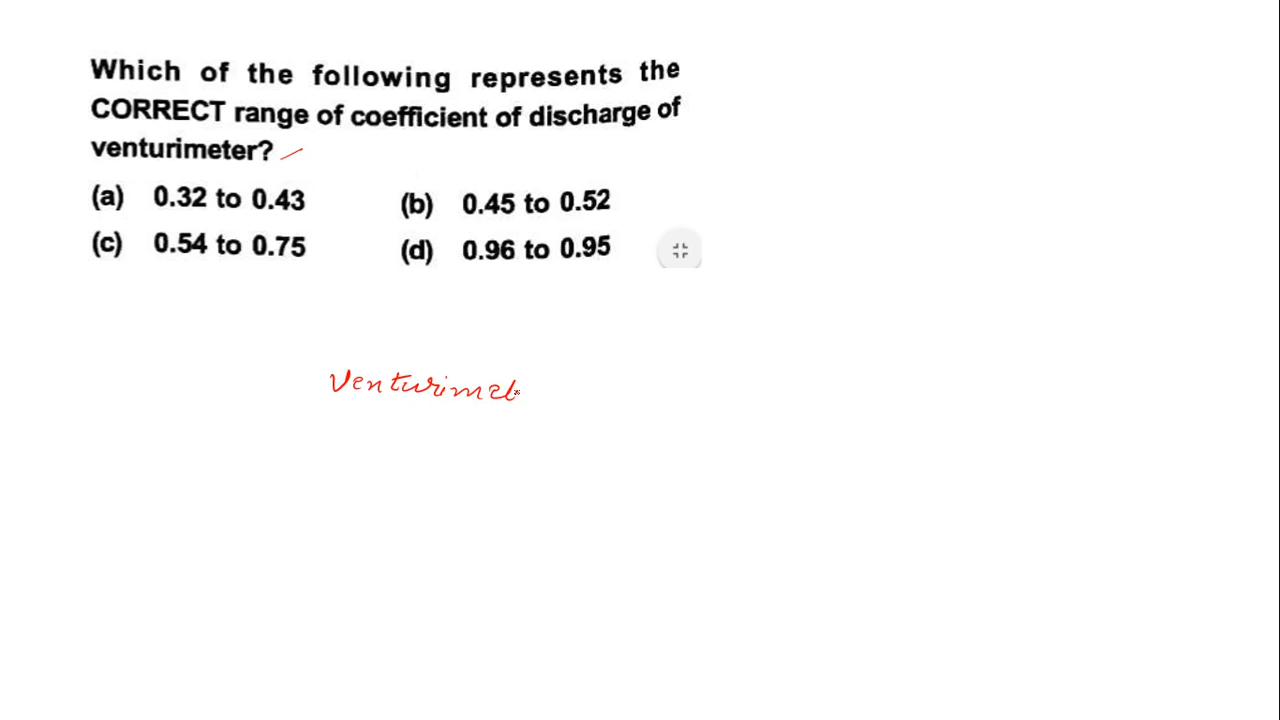 Which of the following represents the
CORRECT range of coefficient of discharge of
venturimeter?
(a) 0.32 to 0.43 (b) 0.45 to 0.52
(c) 0.54 to 0.75 (d) 0.96 to 0.95
Venturimet